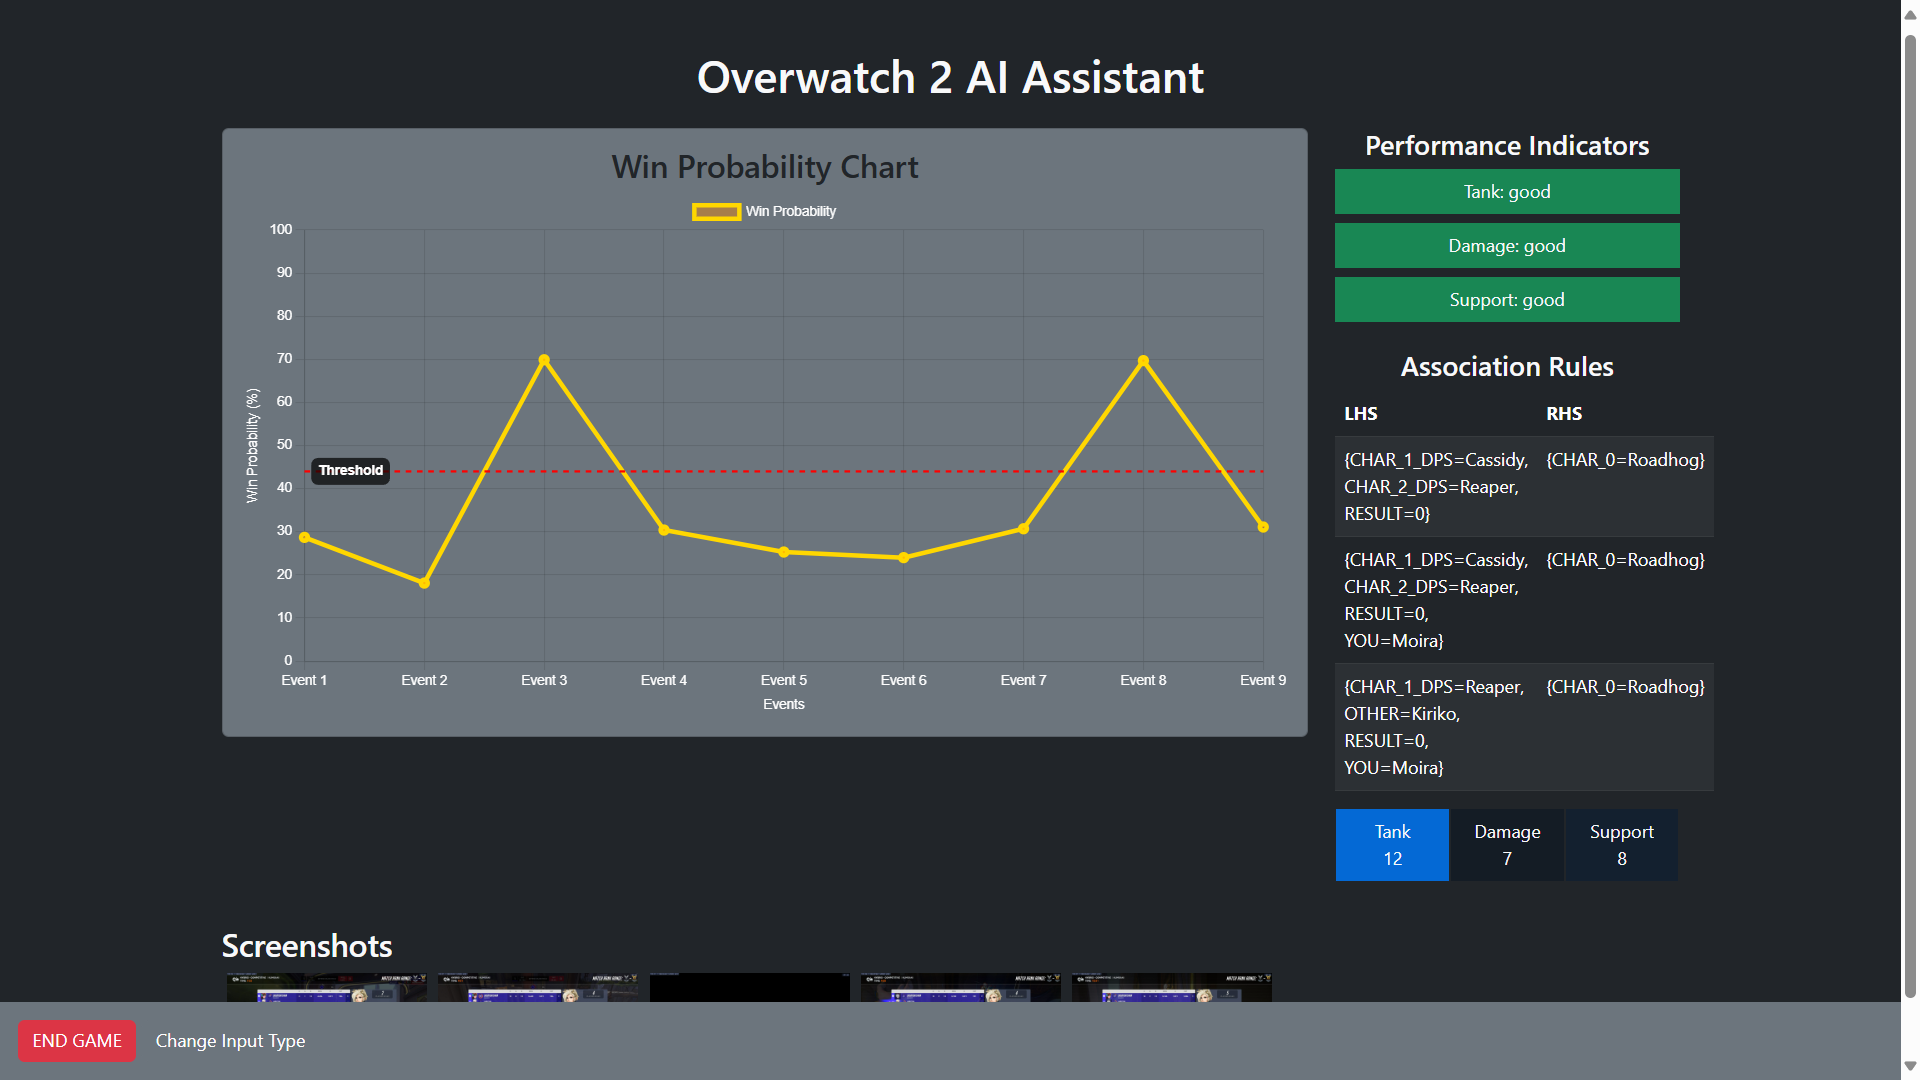 Overwatch 2 AI Assistant
Win Probability Chart
Win Probability
100
90
80
70
60
50
40
30
20
10
0
Win Probability (%)
Threshold
Event 1
Event 2
Event 3
Event 4
Event 5
Event 6
Event 7
Event 8
Event 9
Events
Performance Indicators
Tank: good
Damage: good
Support: good
Association Rules
LHS RHS
{CHAR_1_DPS=Cassidy, {CHAR_0=Roadhog}
CHAR_2_DPS=Reaper,
RESULT=0}
{CHAR_1_DPS=Cassidy, {CHAR_0=Roadhog}
CHAR_2_DPS=Reaper,
RESULT=0,
YOU=Moira}
{CHAR_1_DPS=Reaper, {CHAR_0=Roadhog}
OTHER=Kiriko,
RESULT=0,
YOU=Moira}
Tank Damage Support
12 7 8
Screenshots
END GAME
Change Input Type